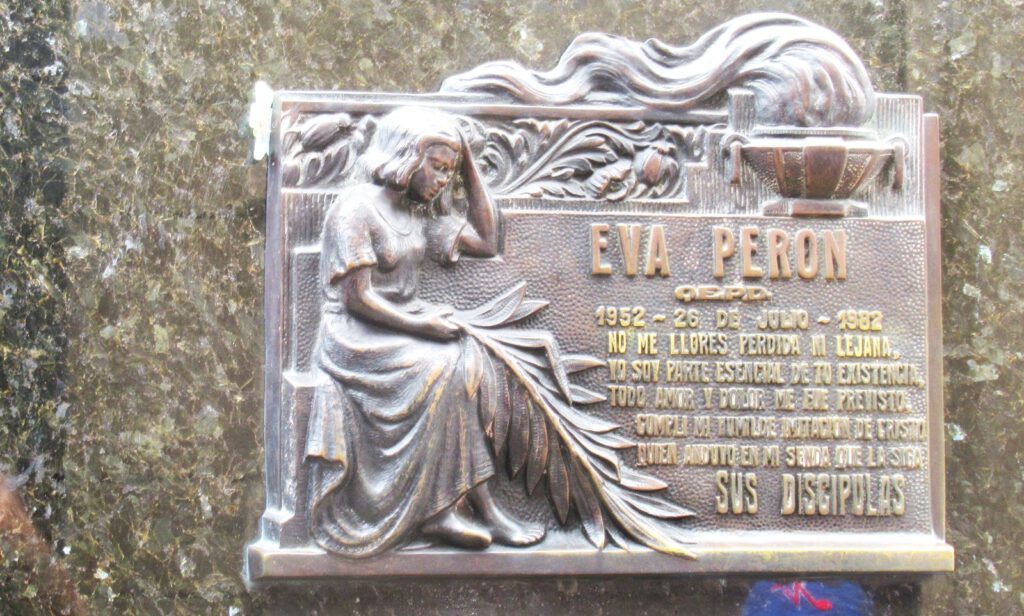 EVA PERON
Q.E.P.D.
1952 - 26 DE JULIO - 1982
NO ME LLORES PERDIDA NI LEJANA,
YO SOY PARTE ESENCIAL DE TU EXISTENCIA,
TODO AMOR Y DOLOR ME FUE PREVISTO,
CUMPLI MI HUMILDE IMITACION DE CRISTO
QUIEN ANDUVO EN MI SENDA QUE LA SIGA.
SUS DISCIPULAS